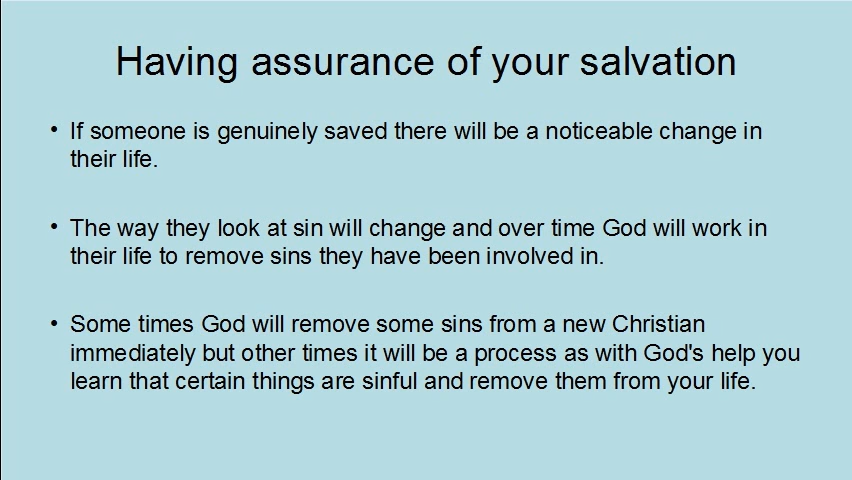 Having assurance of your salvation
• If someone is genuinely saved there will be a noticeable change in
their life.
• The way they look at sin will change and over time God will work in
their life to remove sins they have been involved in.
• Some times God will remove some sins from a new Christian
immediately but other times it will be a process as with God's help you
learn that certain things are sinful and remove them from your life.